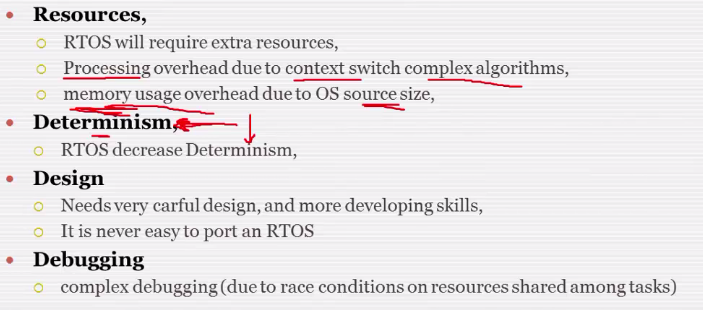 Resources,
RTOS will require extra resources,
Processing overhead due to context switch complex algorithms,
memory usage overhead due to OS source size,
Determinism,
RTOS decrease Determinism,
Design
Needs very carful design, and more developing skills,
It is never easy to port an RTOS
Debugging
complex debugging (due to race conditions on resources shared among tasks)